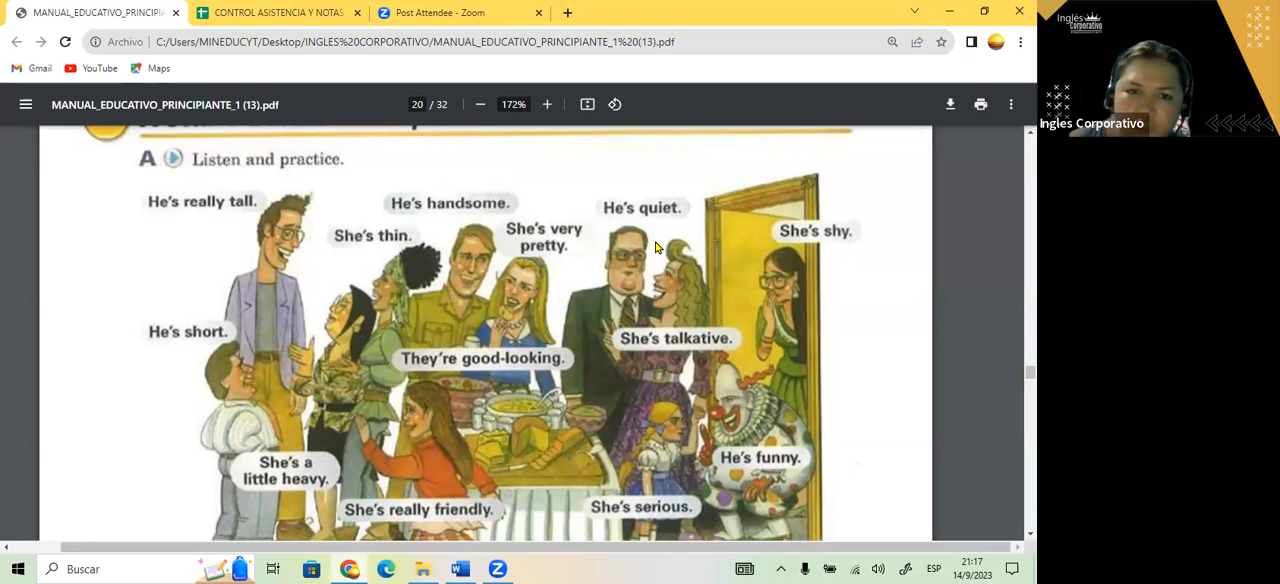 MANUAL_EDUCATIVO_PRINCIPIANTE_
CONTROL ASISTENCIA Y NOTAS
Post Attendee - Zoom
Archivo
C:/Users/MINEDUCYT/Desktop/INGLES%20CORPORATIVO/MANUAL_EDUCATIVO_PRINCIPIANTE_1%20(13).pdf
Gmail
YouTube
Maps
MANUAL_EDUCATIVO_PRINCIPIANTE_1 (13).pdf
20 / 32
172%
A Listen and practice.
He's really tall.
He's handsome.
He's quiet.
She's thin.
She's very
pretty.
She's shy.
He's short.
They're good-looking.
She's talkative.
She's a
little heavy.
He's funny.
She's really friendly.
She's serious.
Inglés
Corporativo
Ingles Corporativo
Buscar
ESP
21:17
14/9/2023